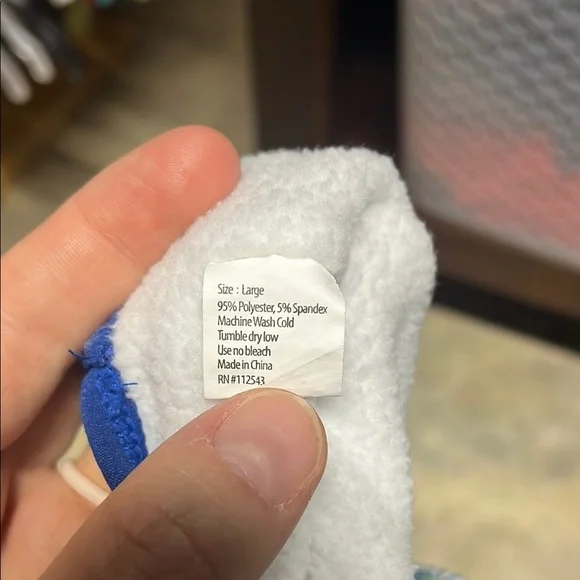 Size : Large
95% Polyester, 5% Spandex
Machine Wash Cold
Tumble dry low
Use no bleach
Made in China
RN #112543